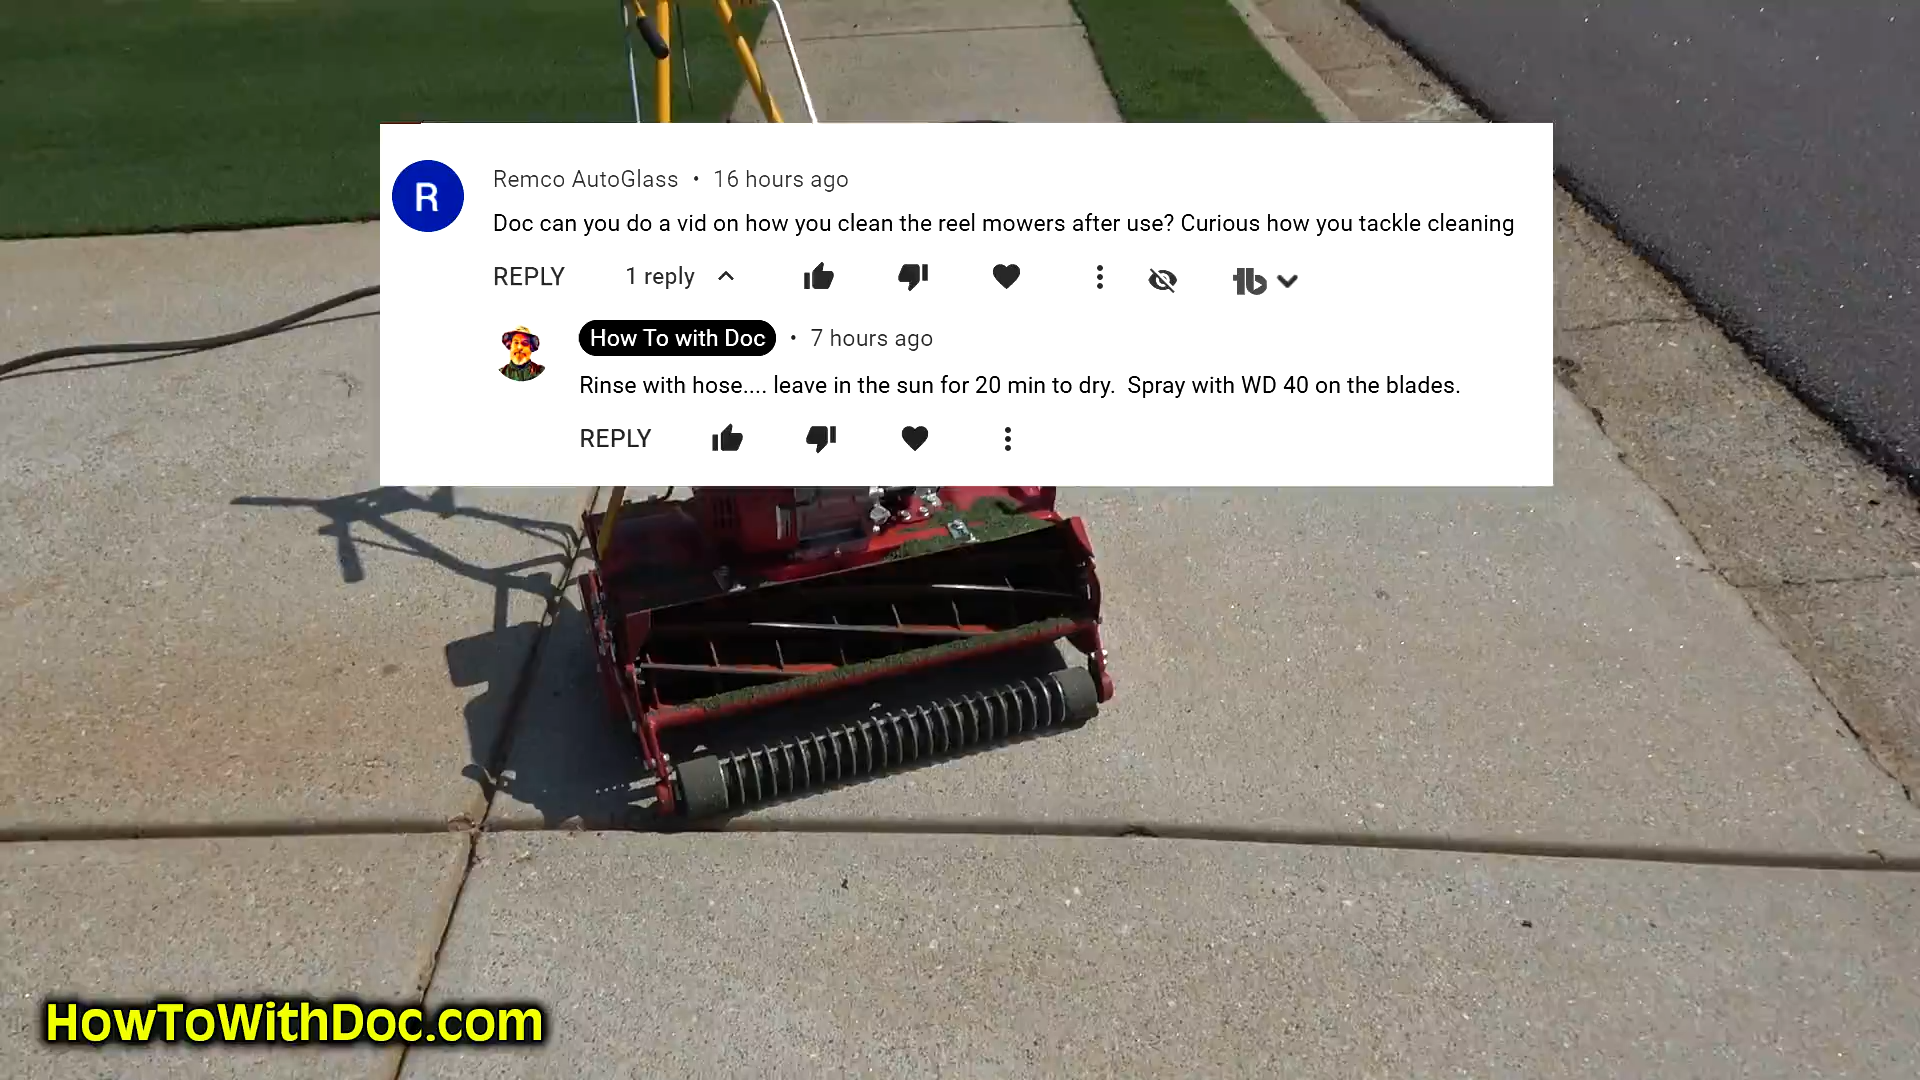 R
Remco AutoGlass • 16 hours ago
Doc can you do a vid on how you clean the reel mowers after use? Curious how you tackle cleaning
REPLY 1 reply
tb
How To with Doc • 7 hours ago
Rinse with hose.... leave in the sun for 20 min to dry.  Spray with WD 40 on the blades.
REPLY
HowToWithDoc.com